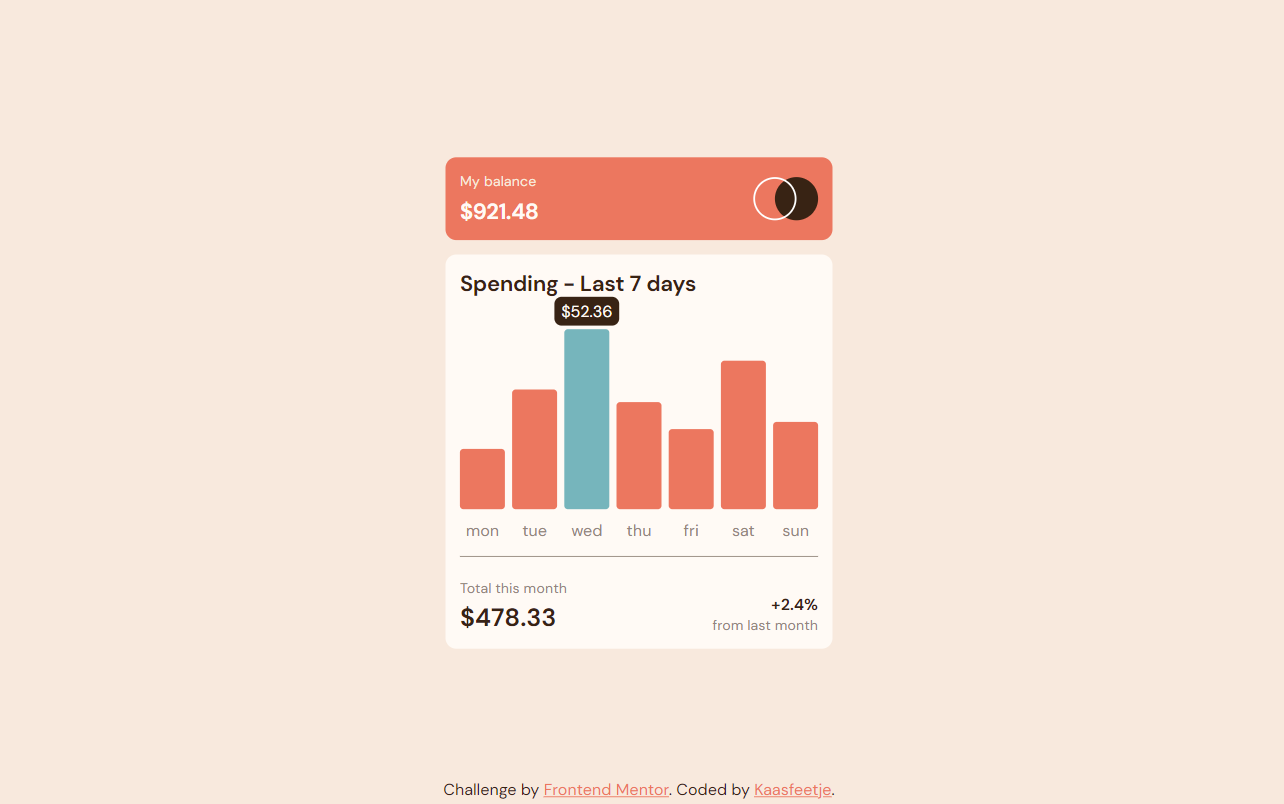 My balance
$921.48
Spending - Last 7 days
$52.36
mon tue wed thu fri sat sun
Total this month
$478.33
+2.4%
from last month
Challenge by Frontend Mentor. Coded by Kaasfeetje.